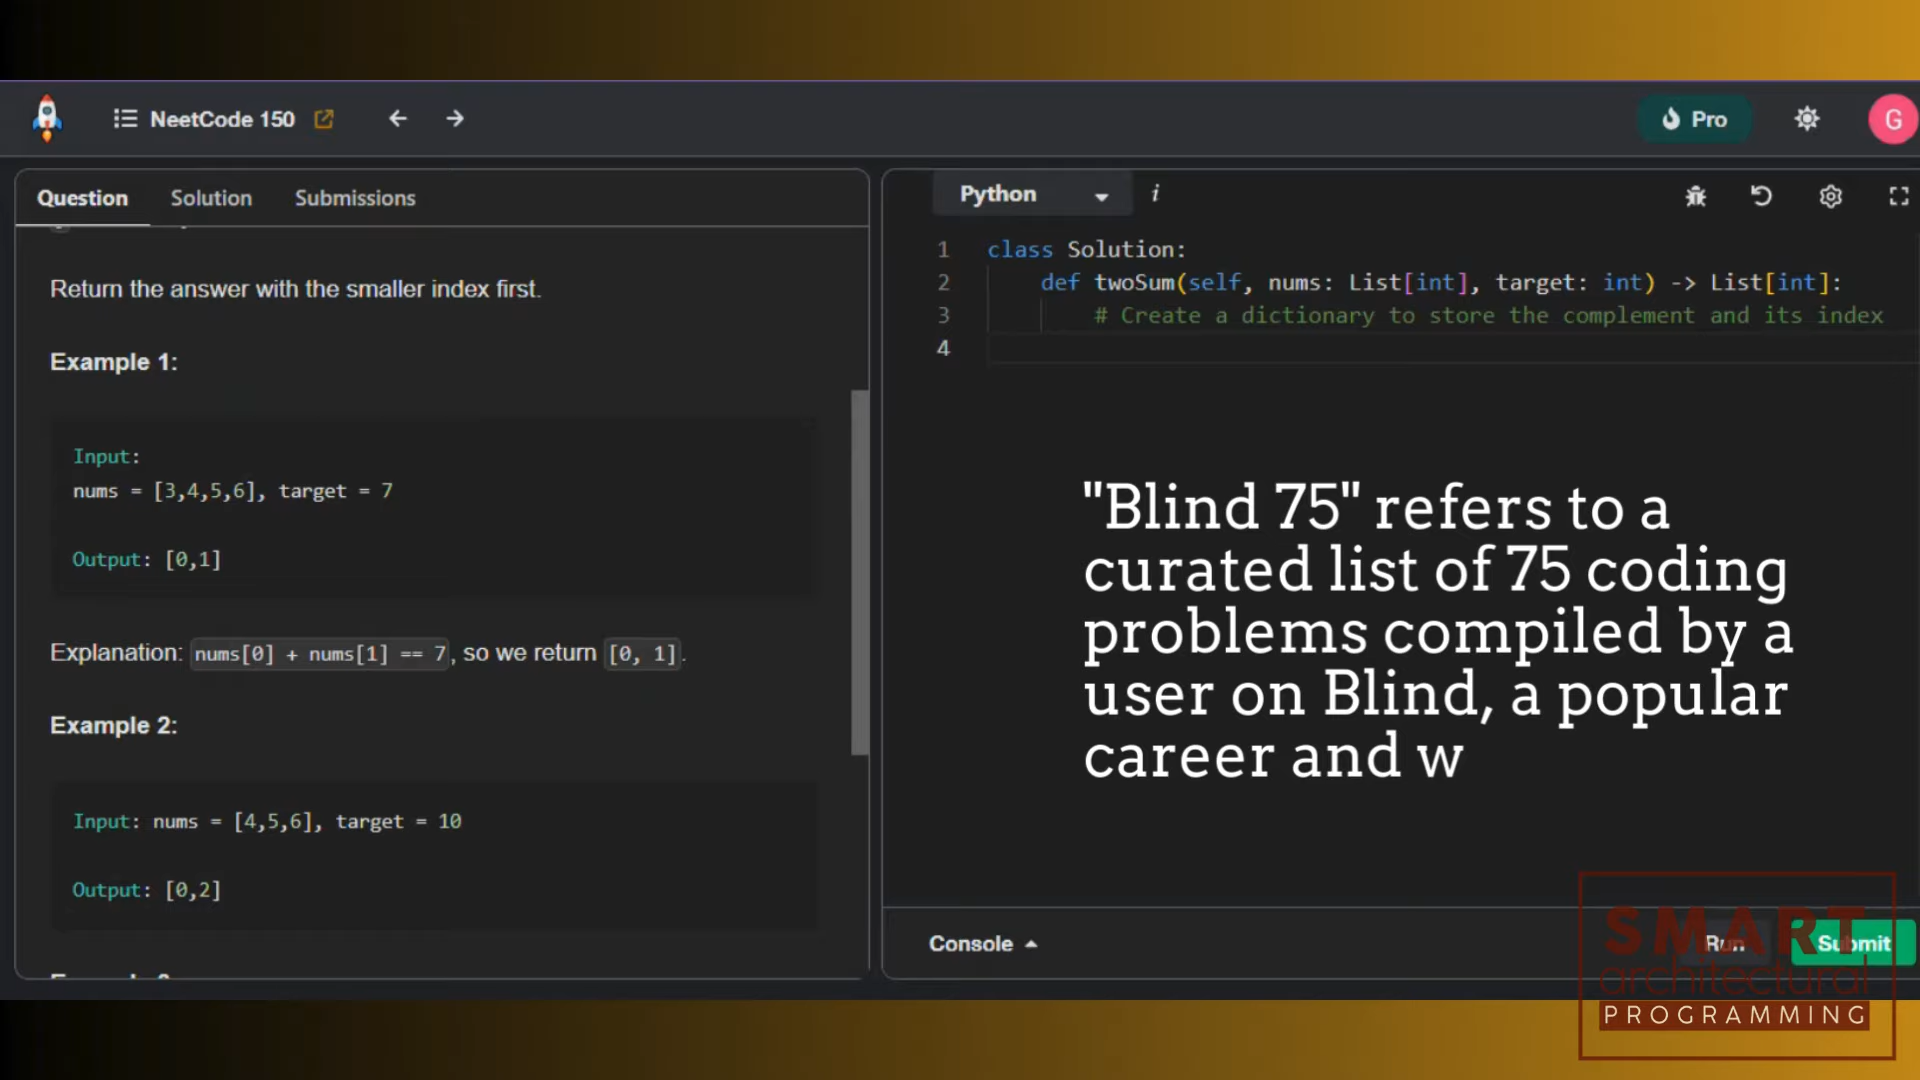 NeetCode 150
Pro
G
Question Solution Submissions
Return the answer with the smaller index first.
Example 1:
Input:
nums = [3,4,5,6], target = 7
Output: [0,1]
Explanation: nums[0] + nums[1] == 7, so we return [0, 1].
Example 2:
Input: nums = [4,5,6], target = 10
Output: [0,2]
Python i
1 class Solution:
2 def twoSum(self, nums: List[int], target: int) -> List[int]:
3 # Create a dictionary to store the complement and its index
4
"Blind 75" refers to a
curated list of 75 coding
problems compiled by a
user on Blind, a popular
career and w
Console
Run
Submit
SMART
architectural
PROGRAMMING